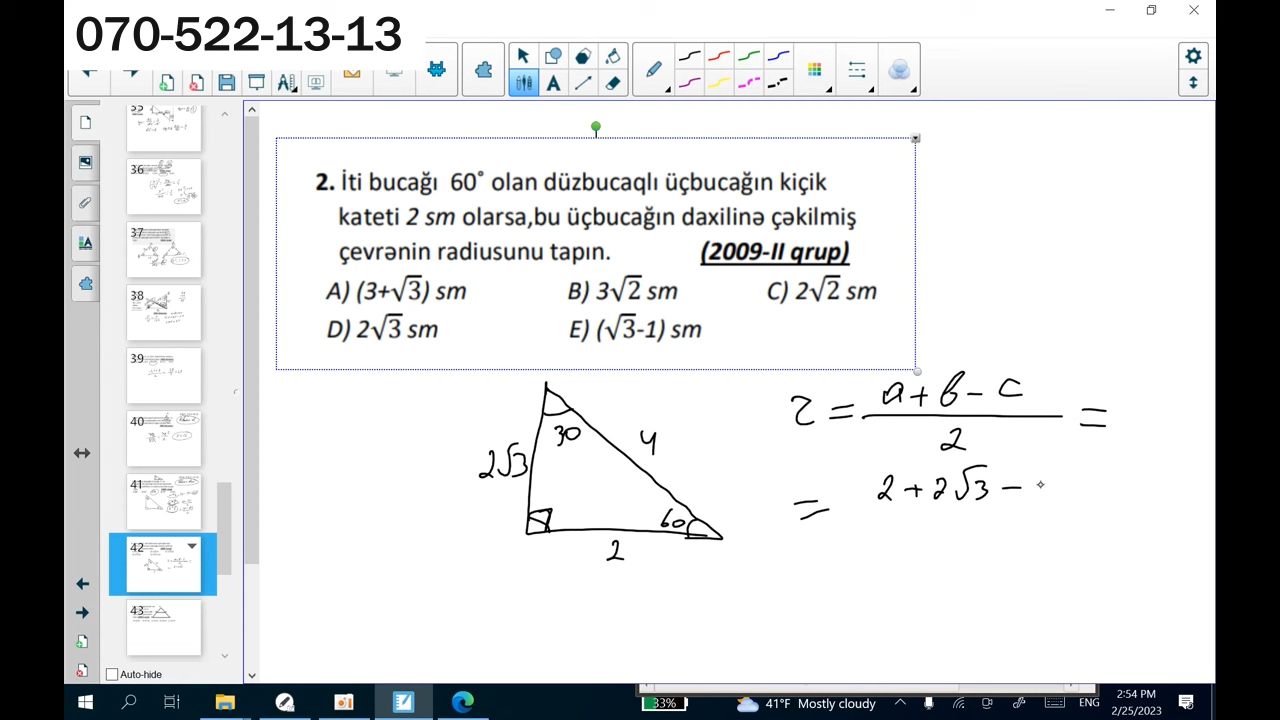 070-522-13-13
2. İti bucağı 60° olan düzbucaqlı üçbucağın kiçik
kateti 2 sm olarsa,bu üçbucağın daxilinə çəkilmiş
çevrənin radiusunu tapın. (2009-II qrup)
A) (3+√3) sm B) 3√2 sm C) 2√2 sm
D) 2√3 sm E) (√3-1) sm
30
4
2√3
60
2
r = (a + b - c)/2 =
= 2 + 2√3 -
35
36
37
38
39
40
41
42
43
Auto-hide
33%
41°F Mostly cloudy
ENG
2:54 PM
2/25/2023